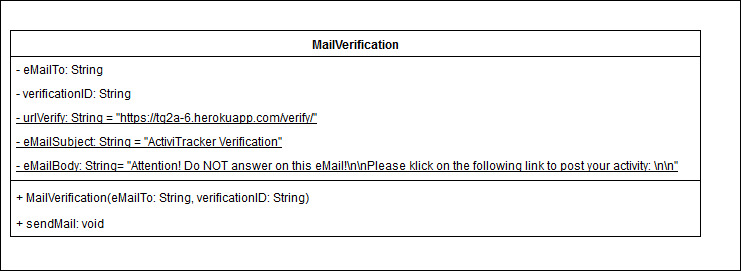 MailVerification
- eMailTo: String
- verificationID: String
- urlVerify: String = "https://tg2a-6.herokuapp.com/verify/"
- eMailSubject: String = "ActiviTracker Verification"
- eMailBody: String= "Attention! Do NOT answer on this eMail!\n\nPlease klick on the following link to post your activity: \n\n"
+ MailVerification(eMailTo: String, verificationID: String)
+ sendMail: void